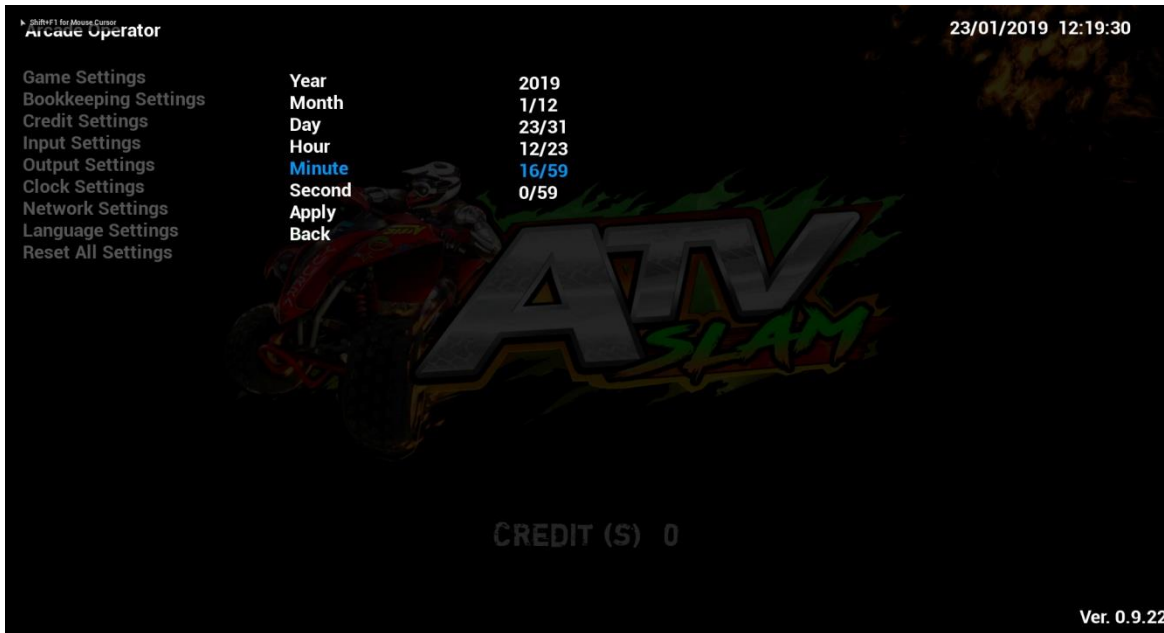 Shift+F1 for Mouse Cursor
Arcade Operator
23/01/2019 12:19:30
Game Settings
Bookkeeping Settings
Credit Settings
Input Settings
Output Settings
Clock Settings
Network Settings
Language Settings
Reset All Settings
Year 2019
Month 1/12
Day 23/31
Hour 12/23
Minute 16/59
Second 0/59
Apply
Back
ATV
SLAM
CREDIT (S) 0
Ver. 0.9.22